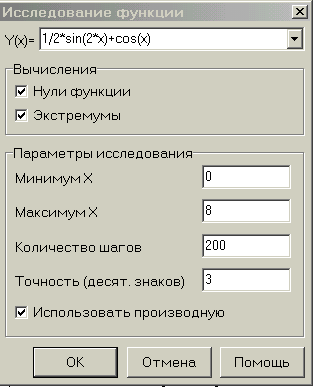 Исследование функции
Y(x)= 1/2*sin(2*x)+cos(x)
Вычисления
Нули функции
Экстремумы
Параметры исследования
Минимум X 0
Максимум X 8
Количество шагов 200
Точность (десят. знаков) 3
Использовать производную
ОК Отмена Помощь